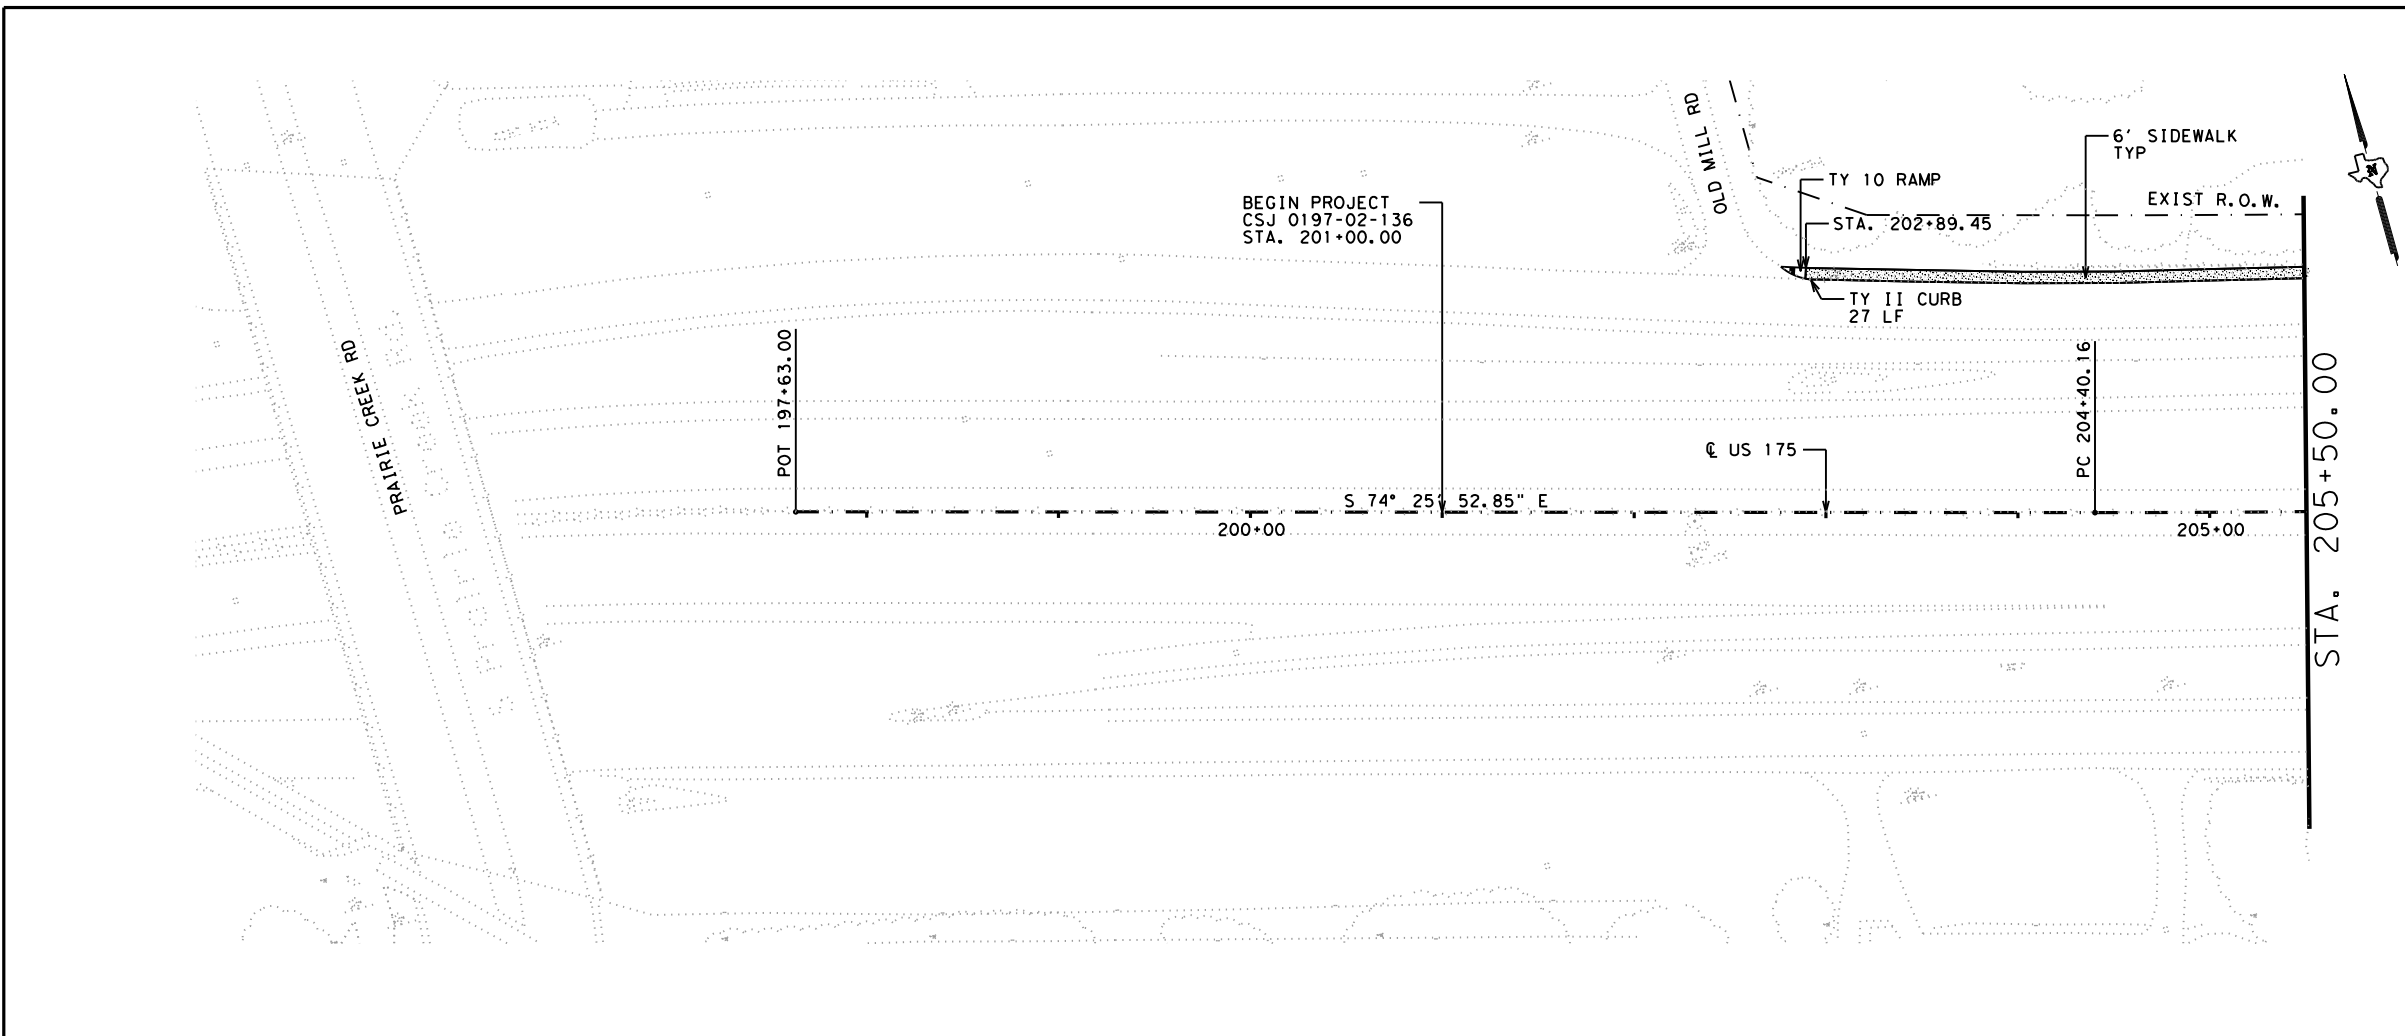 OLD MILL RD
6' SIDEWALK
TYP
TY 10 RAMP
BEGIN PROJECT
CSJ 0197-02-136
STA. 201+00.00
EXIST R.O.W.
STA. 202+89.45
TY II CURB
27 LF
PRAIRIE CREEK RD
POT 197+63.00
PC 204+40.16
STA. 205+50.00
℄ US 175
S 74° 25' 52.85" E
200+00
205+00